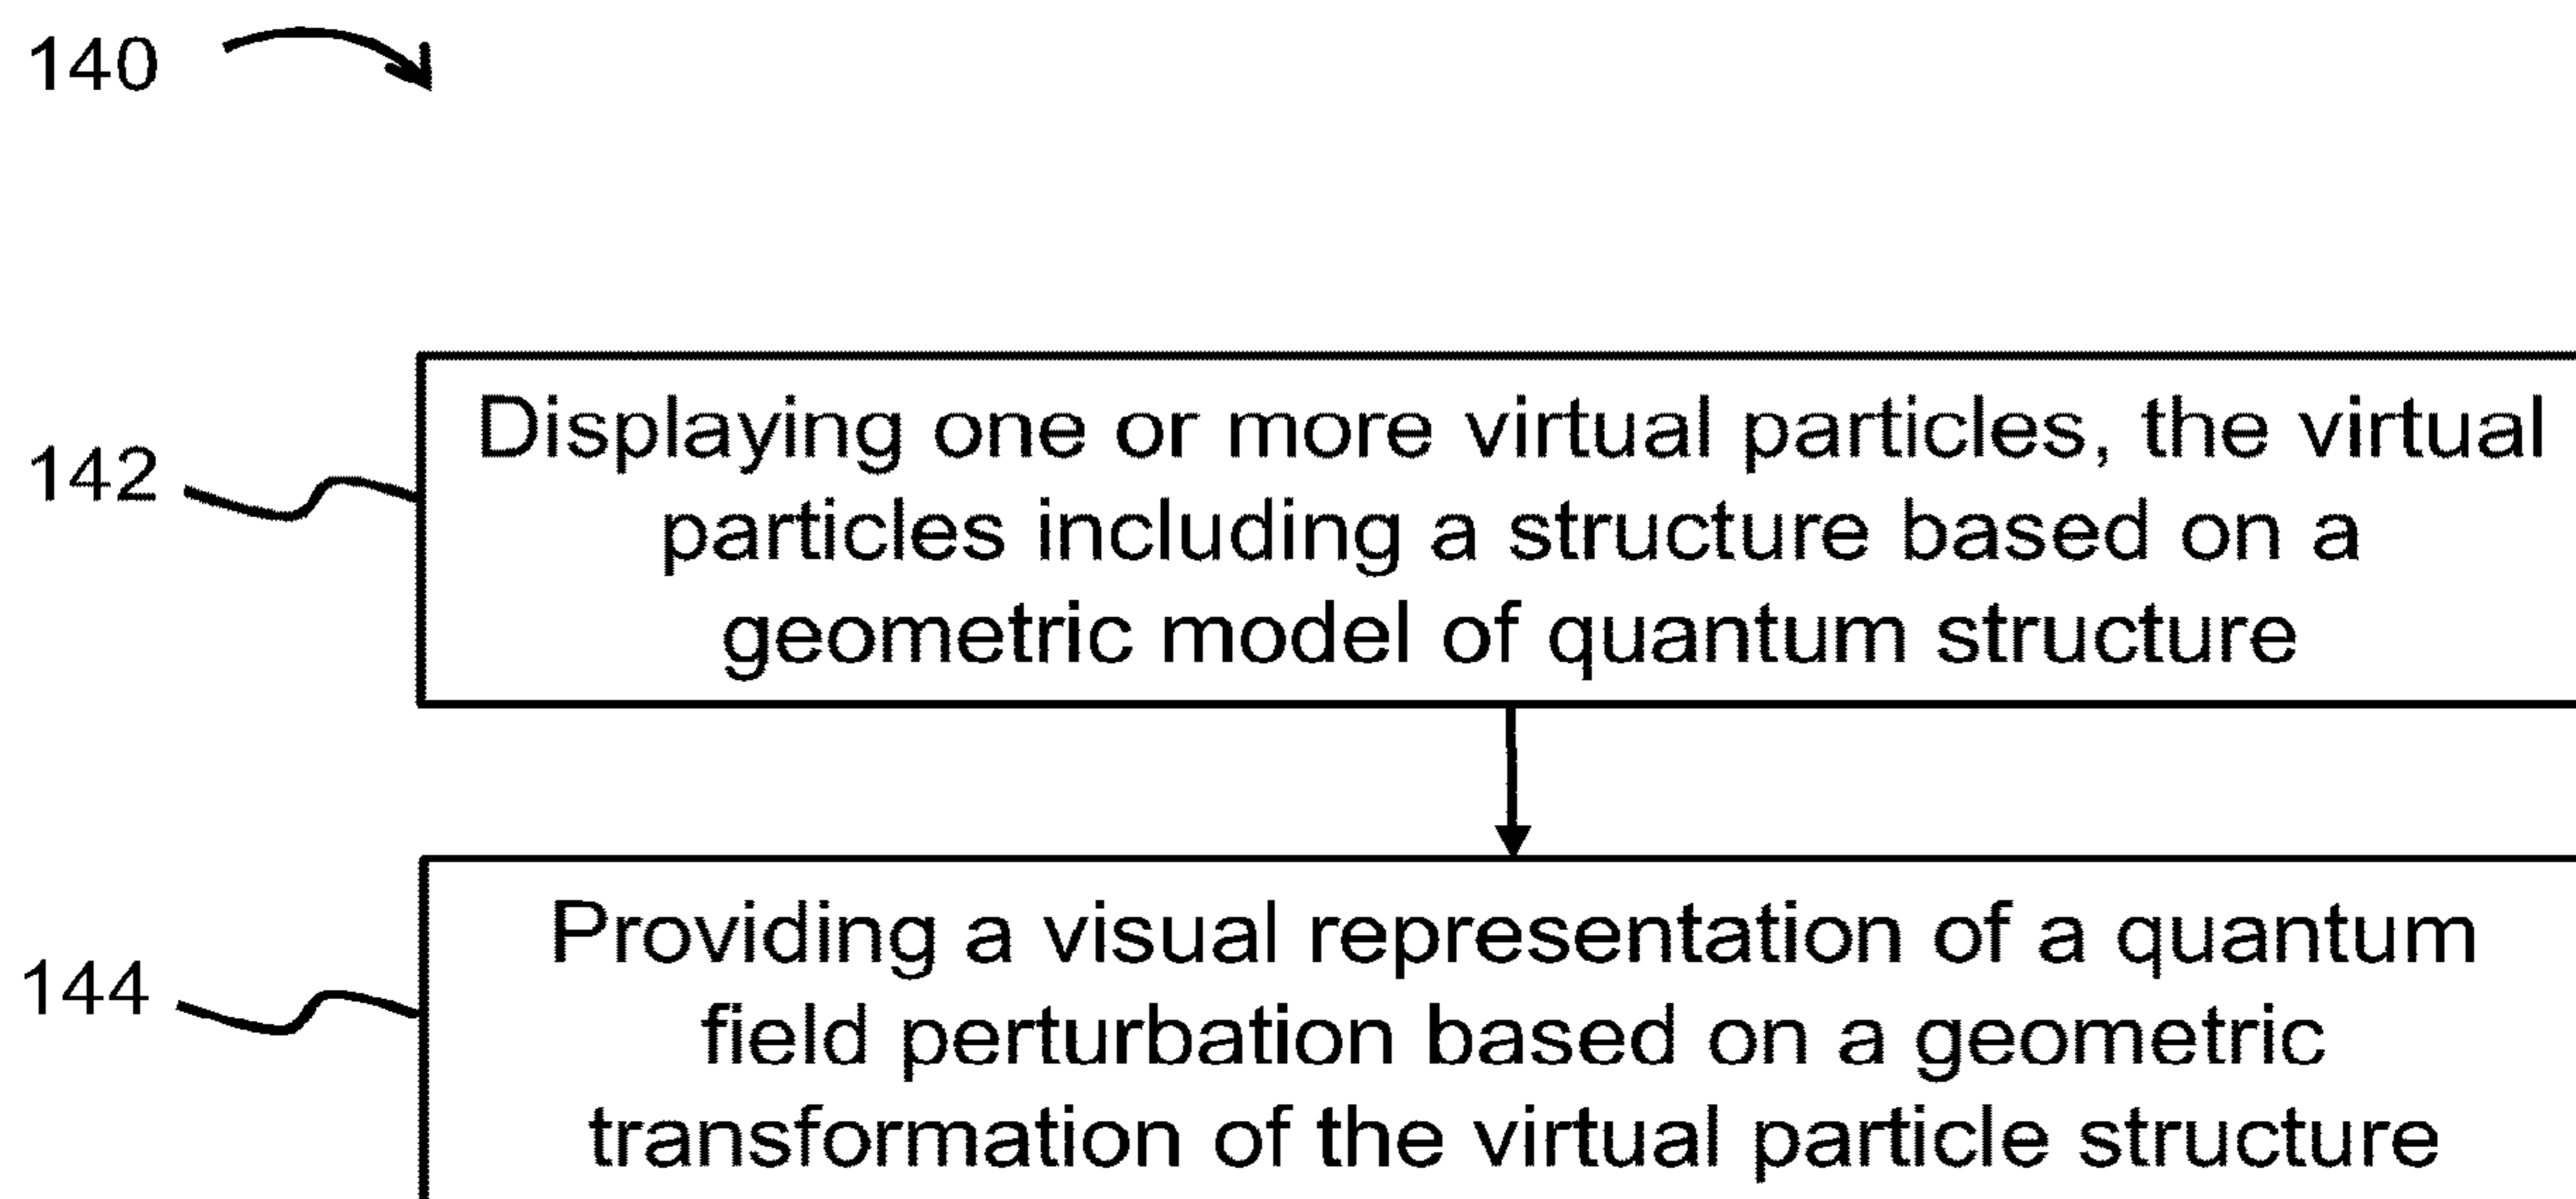 140
142
Displaying one or more virtual particles, the virtual
particles including a structure based on a
geometric model of quantum structure
144
Providing a visual representation of a quantum
field perturbation based on a geometric
transformation of the virtual particle structure